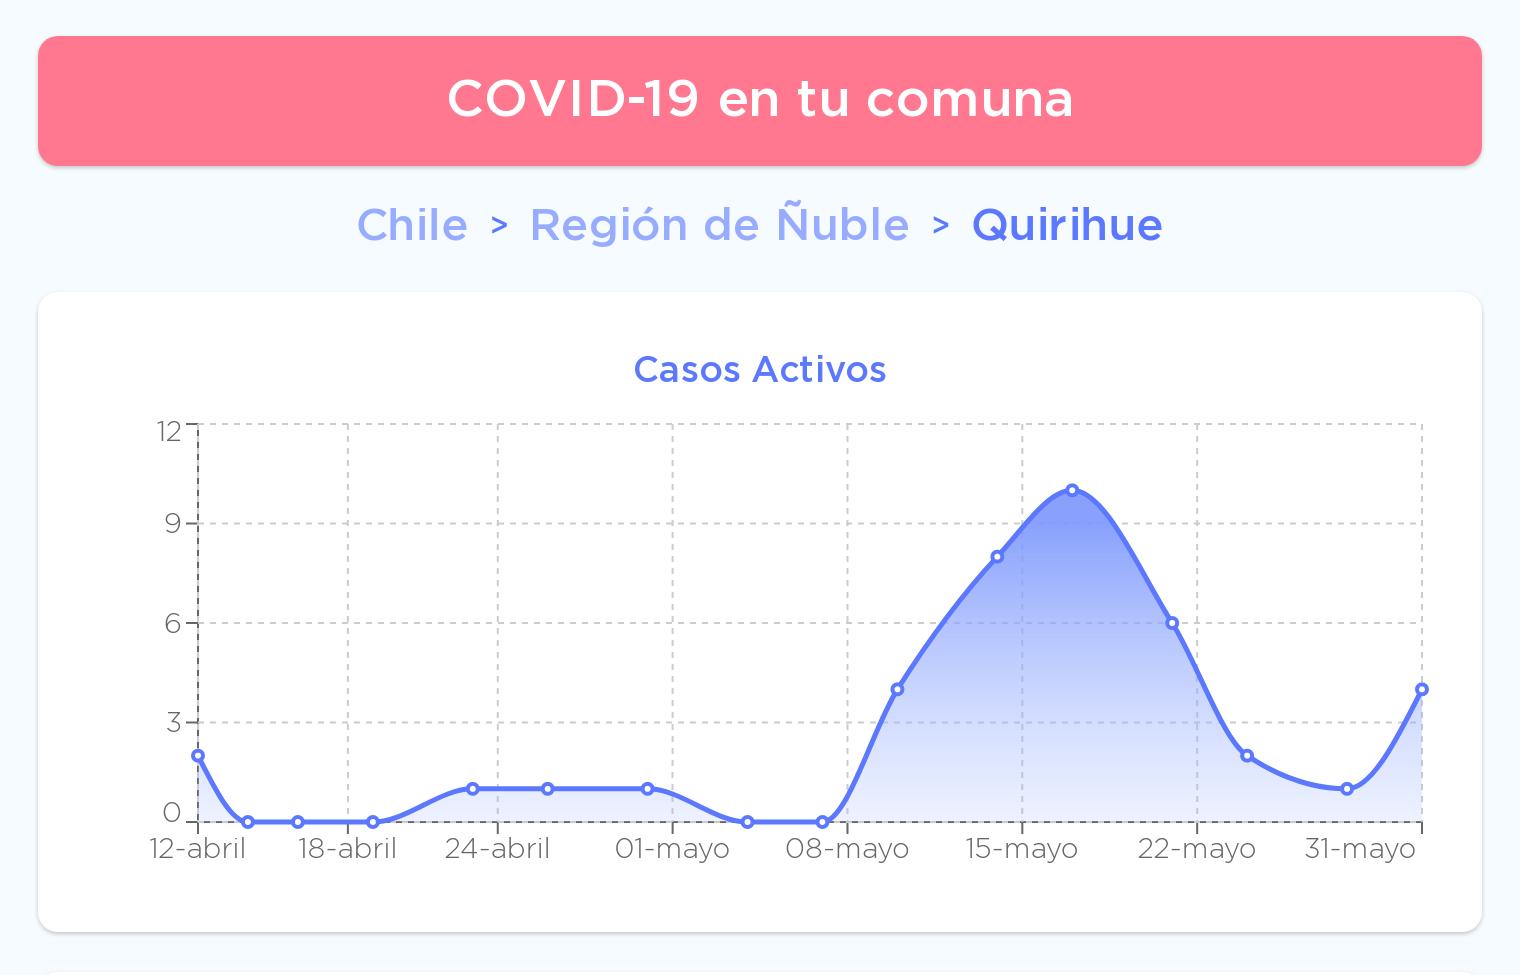 COVID-19 en tu comuna
Chile > Región de Ñuble > Quirihue
Casos Activos
12
9
6
3
0
12-abril 18-abril 24-abril 01-mayo 08-mayo 15-mayo 22-mayo 31-mayo